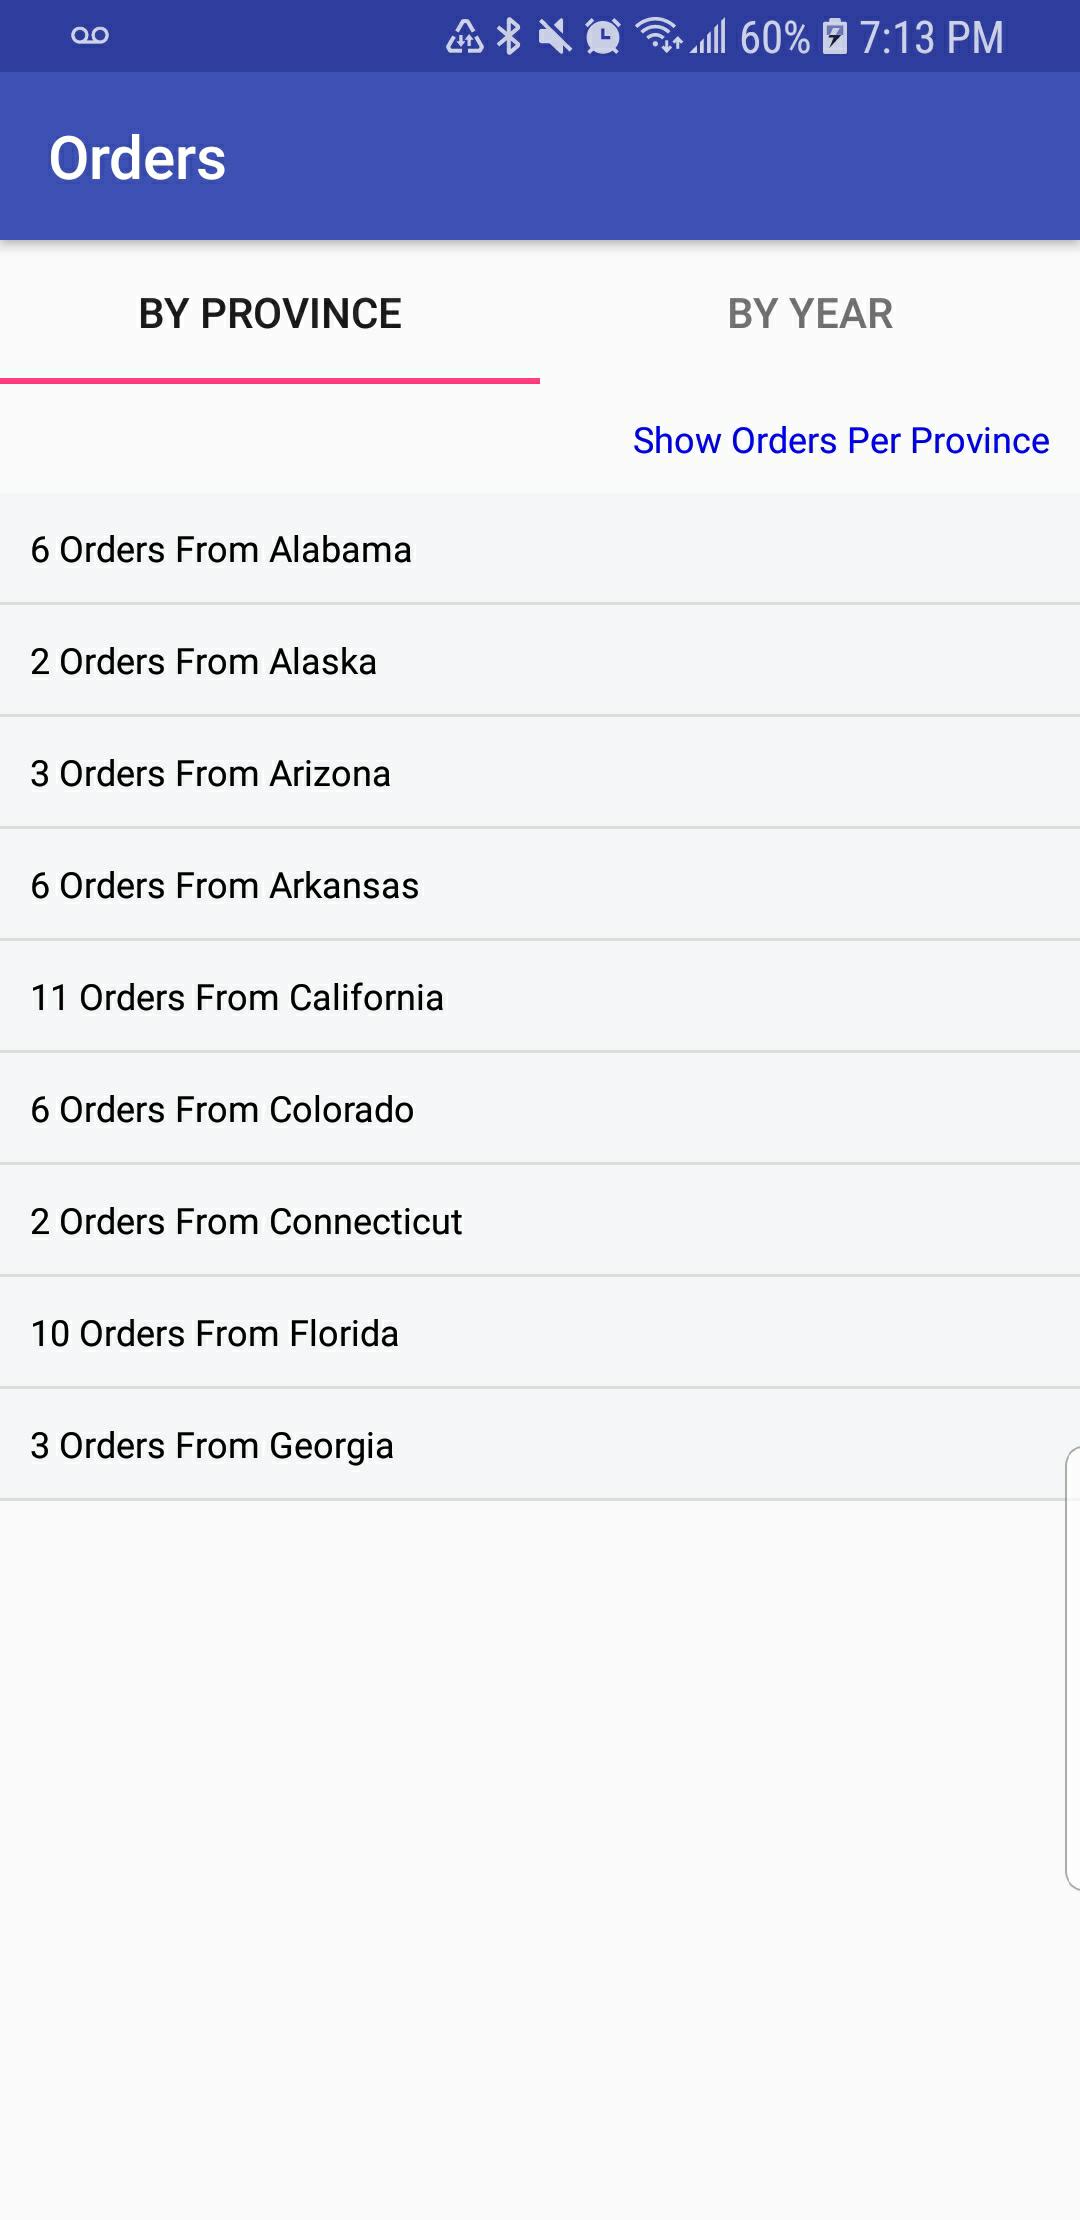 60% 7:13 PM
Orders
BY PROVINCE BY YEAR
Show Orders Per Province
6 Orders From Alabama
2 Orders From Alaska
3 Orders From Arizona
6 Orders From Arkansas
11 Orders From California
6 Orders From Colorado
2 Orders From Connecticut
10 Orders From Florida
3 Orders From Georgia